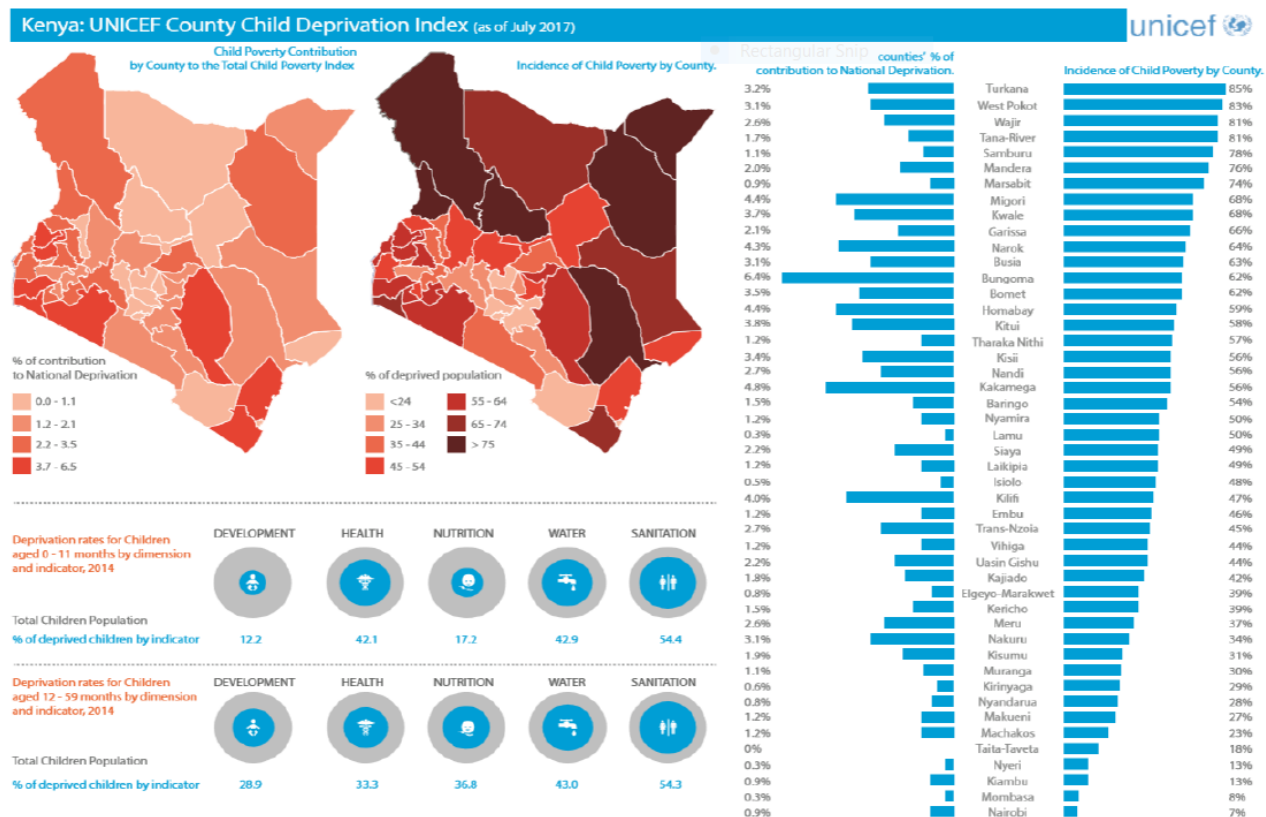 Kenya: UNICEF County Child Deprivation Index (as of July 2017)
unicef
Rectangular Snip
Child Poverty Contribution
by County to the Total Child Poverty Index
Incidence of Child Poverty by County.
% of contribution
to National Deprivation
0.0 - 1.1
1.2 - 2.1
2.2 - 3.5
3.7 - 6.5
% of deprived population
<24
25 - 34
35 - 44
45 - 54
55 - 64
65 - 74
> 75
Deprivation rates for Children
aged 0 - 11 months by dimension
and indicator, 2014
DEVELOPMENT HEALTH NUTRITION WATER SANITATION
Total Children Population
% of deprived children by indicator 12.2 42.1 17.2 42.9 54.4
Deprivation rates for Children
aged 12 - 59 months by dimension
and indicator, 2014
DEVELOPMENT HEALTH NUTRITION WATER SANITATION
Total Children Population
% of deprived children by indicator 28.9 33.3 36.8 43.0 54.3
counties' % of
contribution to National Deprivation.
Incidence of Child Poverty by County.
3.2% Turkana 85%
3.1% West Pokot 83%
2.6% Wajir 81%
1.7% Tana-River 81%
1.1% Samburu 78%
2.0% Mandera 76%
0.9% Marsabit 74%
4.4% Migori 68%
3.7% Kwale 68%
2.1% Garissa 66%
4.3% Narok 64%
3.1% Busia 63%
6.4% Bungoma 62%
3.5% Bomet 62%
4.4% Homabay 59%
3.8% Kitui 58%
1.2% Tharaka Nithi 57%
3.4% Kisii 56%
2.7% Nandi 56%
4.8% Kakamega 56%
1.5% Baringo 54%
1.2% Nyamira 50%
0.3% Lamu 50%
2.2% Siaya 49%
1.2% Laikipia 49%
0.5% Isiolo 48%
4.0% Kilifi 47%
1.2% Embu 46%
2.7% Trans-Nzoia 45%
1.2% Vihiga 44%
2.2% Uasin Gishu 44%
1.8% Kajiado 42%
0.8% Elgeyo-Marakwet 39%
1.5% Kericho 39%
2.6% Meru 37%
3.1% Nakuru 34%
1.9% Kisumu 31%
1.1% Muranga 30%
0.6% Kirinyaga 29%
0.8% Nyandarua 28%
1.2% Makueni 27%
1.2% Machakos 23%
0% Taita-Taveta 18%
0.3% Nyeri 13%
0.9% Kiambu 13%
0.3% Mombasa 8%
0.9% Nairobi 7%